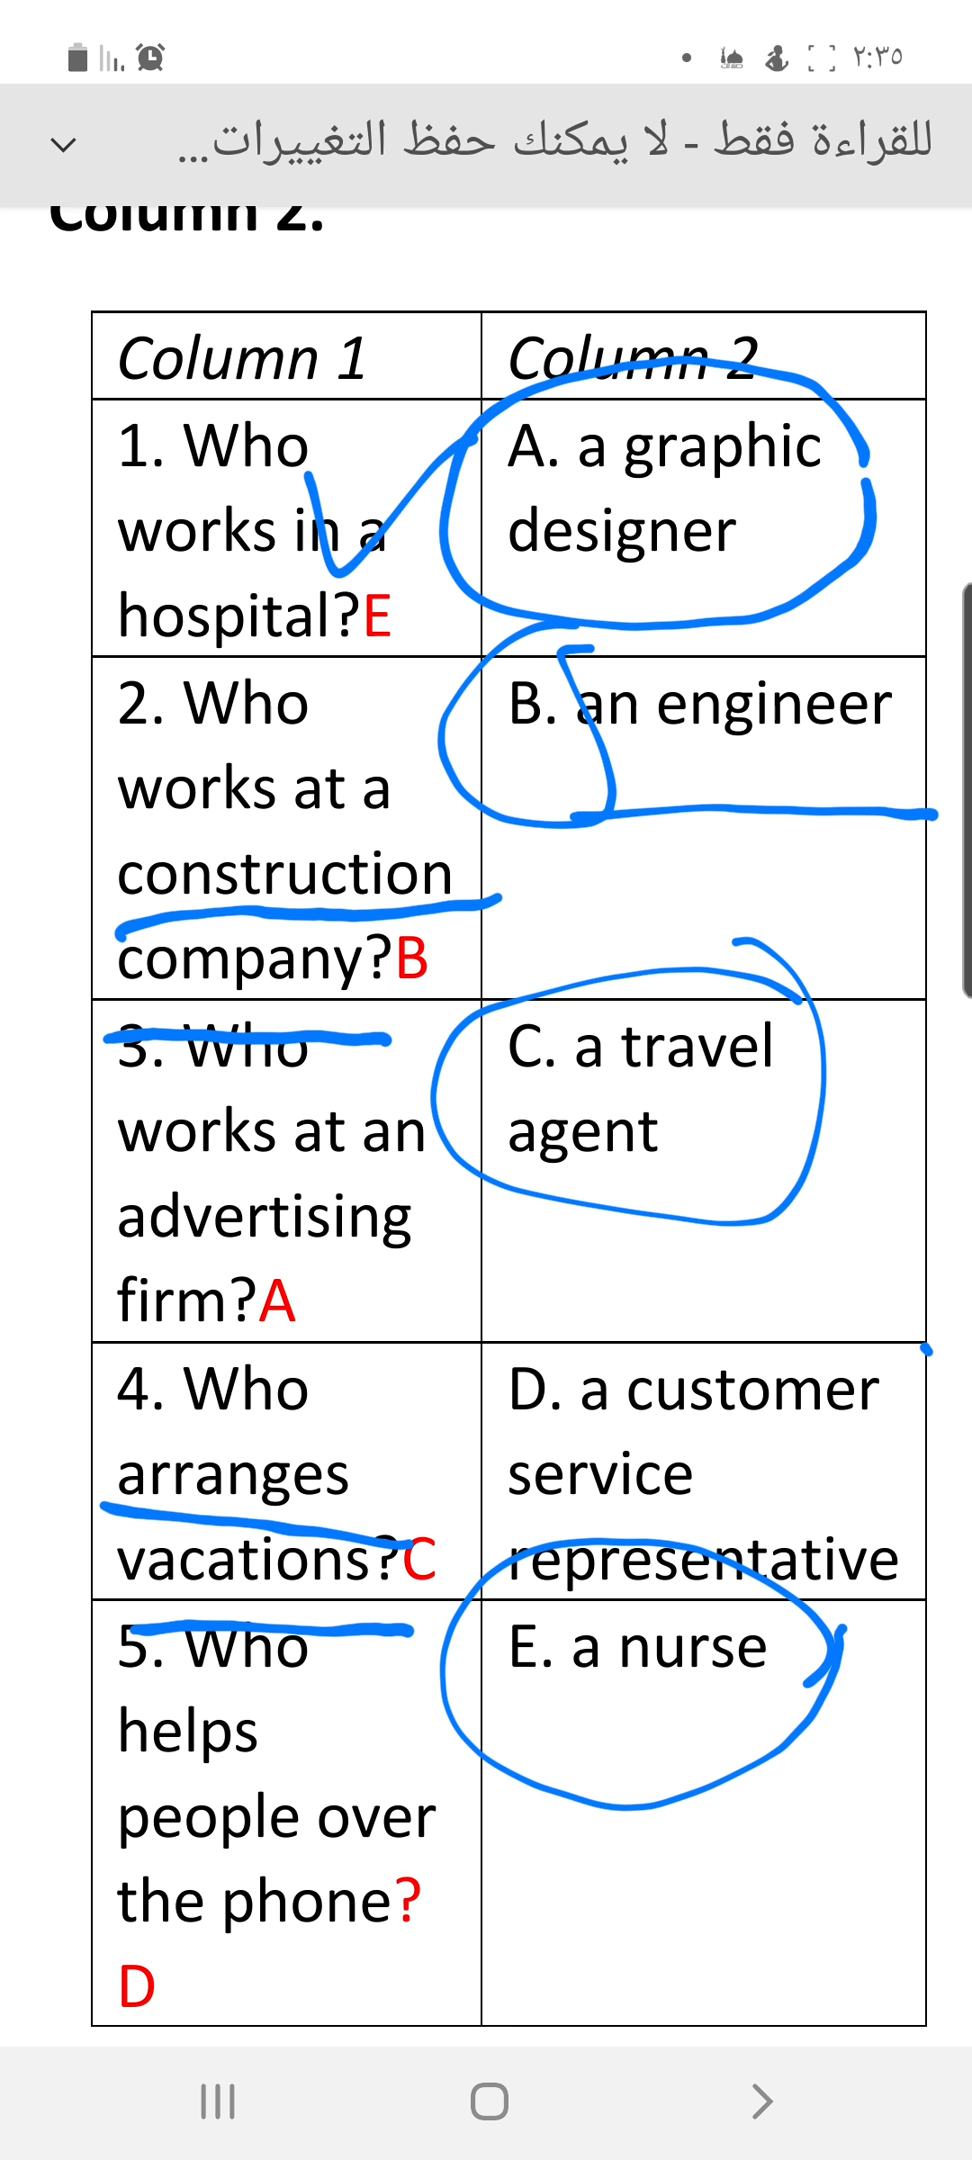 ٢:٣٥
للقراءة فقط - لا يمكنك حفظ التغييرات...
Column 2.
Column 1
Column 2
1. Who
works in a
hospital?E
A. a graphic
designer
2. Who
works at a
construction
company?B
B. an engineer
3. Who
works at an
advertising
firm?A
C. a travel
agent
4. Who
arranges
vacations?C
D. a customer
service
representative
5. Who
helps
people over
the phone?
D
E. a nurse